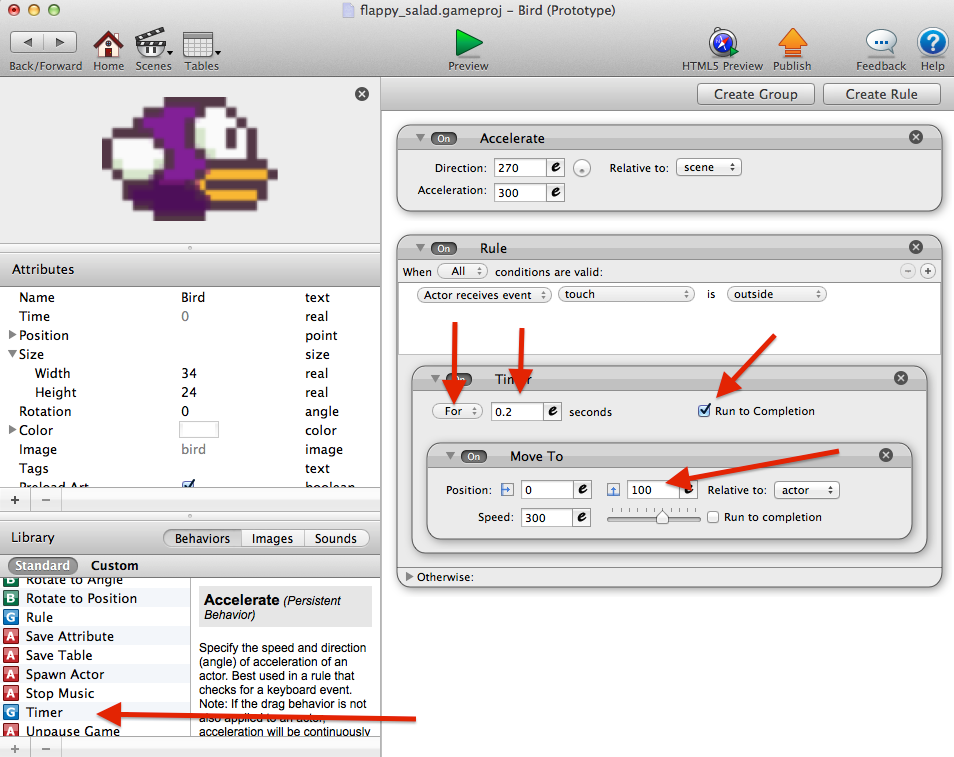 flappy_salad.gameproj – Bird (Prototype)
Back/Forward Home Scenes Tables Preview HTML5 Preview Publish Feedback Help
Create Group Create Rule
Attributes
Name Bird text
Time 0 real
Position point
Size size
Width 34 real
Height 24 real
Rotation 0 angle
Color color
Image bird image
Tags text
Preload Art boolean
+ −
Library Behaviors Images Sounds
Standard Custom
B Rotate to Angle
B Rotate to Position
G Rule
A Save Attribute
A Save Table
A Spawn Actor
A Stop Music
G Timer
A Unpause Game
Accelerate (Persistent
Behavior)
Specify the speed and direction
(angle) of acceleration of an
actor. Best used in a rule that
checks for a keyboard event.
Note: If the drag behavior is not
also applied to an actor,
acceleration will be continuously
+ −
On Accelerate
Direction: 270 e Relative to: scene
Acceleration: 300 e
On Rule
When All conditions are valid: − +
Actor receives event touch is outside
On Timer
For 0.2 e seconds Run to Completion
On Move To
Position: 0 e 100 e Relative to: actor
Speed: 300 e Run to completion
Otherwise: